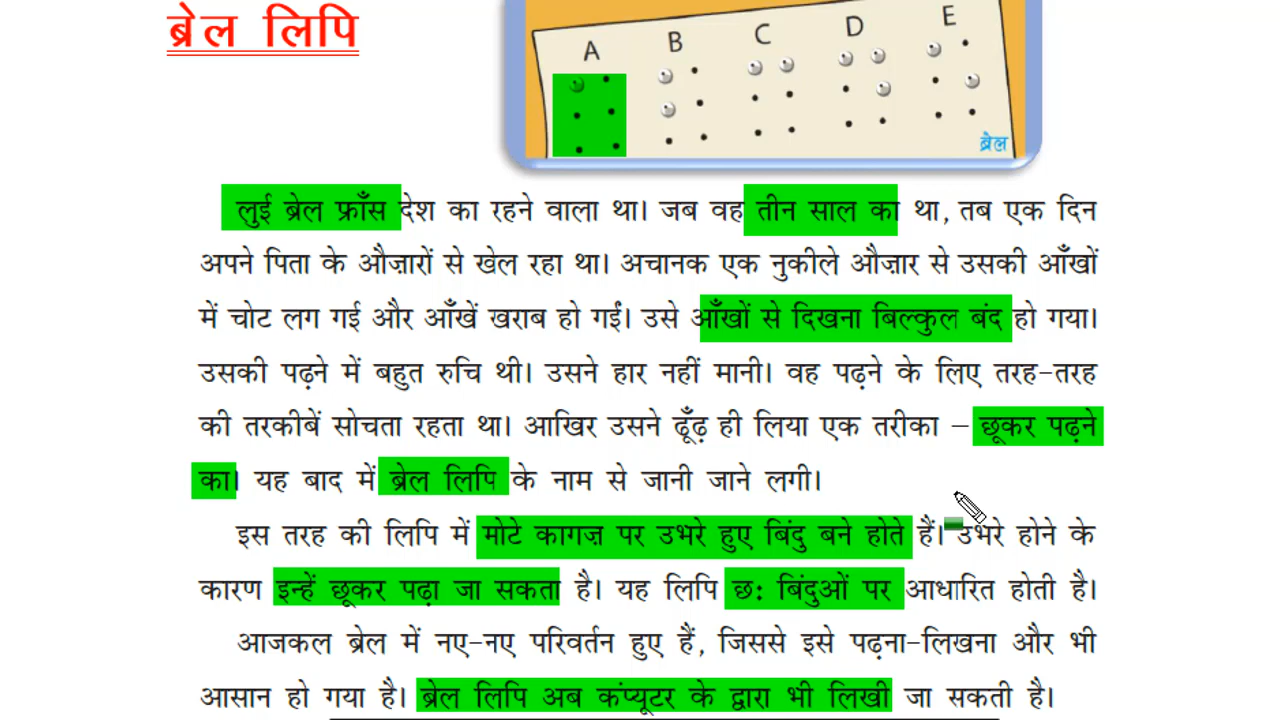 ब्रेल लिपि
A B C D E
ब्रेल
लुई ब्रेल फ्राँस देश का रहने वाला था। जब वह तीन साल का था, तब एक दिन
अपने पिता के औज़ारों से खेल रहा था। अचानक एक नुकीले औज़ार से उसकी आँखों
में चोट लग गई और आँखें खराब हो गईं। उसे आँखों से दिखना बिल्कुल बंद हो गया।
उसकी पढ़ने में बहुत रुचि थी। उसने हार नहीं मानी। वह पढ़ने के लिए तरह-तरह
की तरकीबें सोचता रहता था। आखिर उसने ढूँढ़ ही लिया एक तरीका – छूकर पढ़ने
का। यह बाद में ब्रेल लिपि के नाम से जानी जाने लगी।
इस तरह की लिपि में मोटे कागज़ पर उभरे हुए बिंदु बने होते हैं। उभरे होने के
कारण इन्हें छूकर पढ़ा जा सकता है। यह लिपि छः बिंदुओं पर आधारित होती है।
आजकल ब्रेल में नए-नए परिवर्तन हुए हैं, जिससे इसे पढ़ना-लिखना और भी
आसान हो गया है। ब्रेल लिपि अब कंप्यूटर के द्वारा भी लिखी जा सकती है।